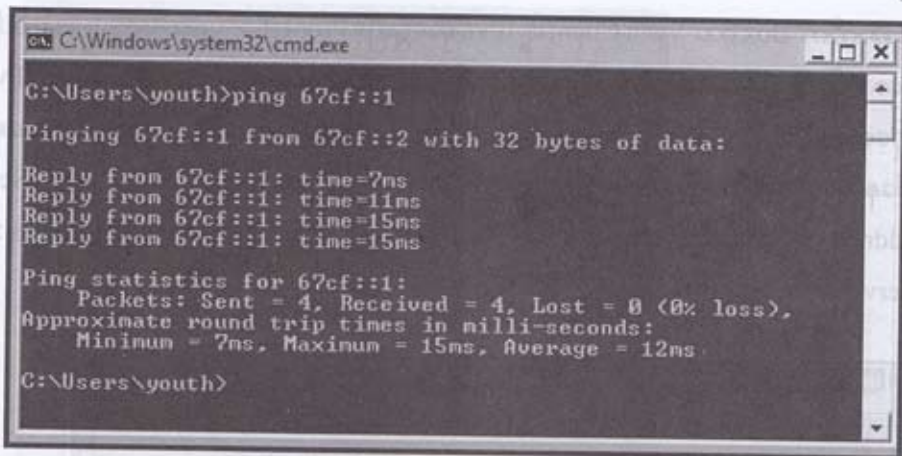 C:\Windows\system32\cmd.exe
C:\Users\youth>ping 67cf::1
Pinging 67cf::1 from 67cf::2 with 32 bytes of data:
Reply from 67cf::1: time=7ms
Reply from 67cf::1: time=11ms
Reply from 67cf::1: time=15ms
Reply from 67cf::1: time=15ms
Ping statistics for 67cf::1:
Packets: Sent = 4, Received = 4, Lost = 0 (0% loss),
Approximate round trip times in milli-seconds:
Minimum = 7ms, Maximum = 15ms, Average = 12ms
C:\Users\youth>